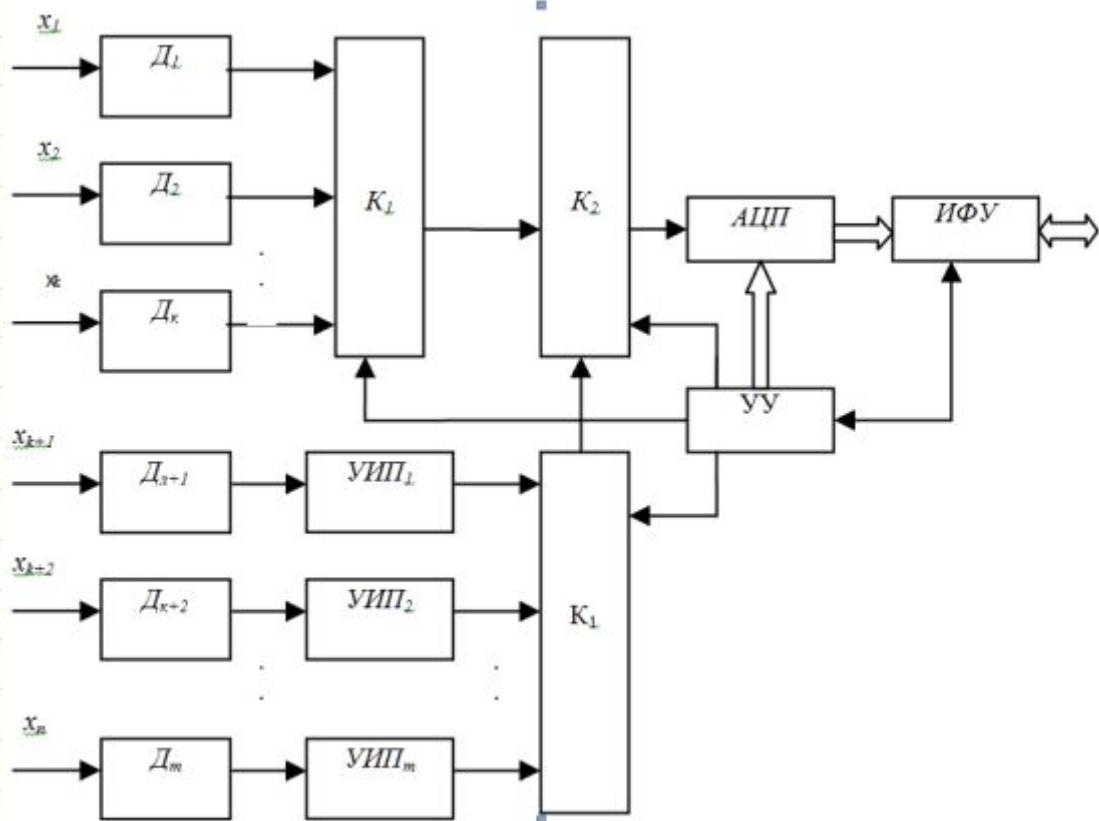 x₁
Д₁
x₂
Д₂
K₁
K₂
АЦП
ИФУ
xk
Дк
УУ
xk+1
Дл+1
УИП₁
xk+2
Дк+2
УИП₂
K₁
xn
Дm
УИПm